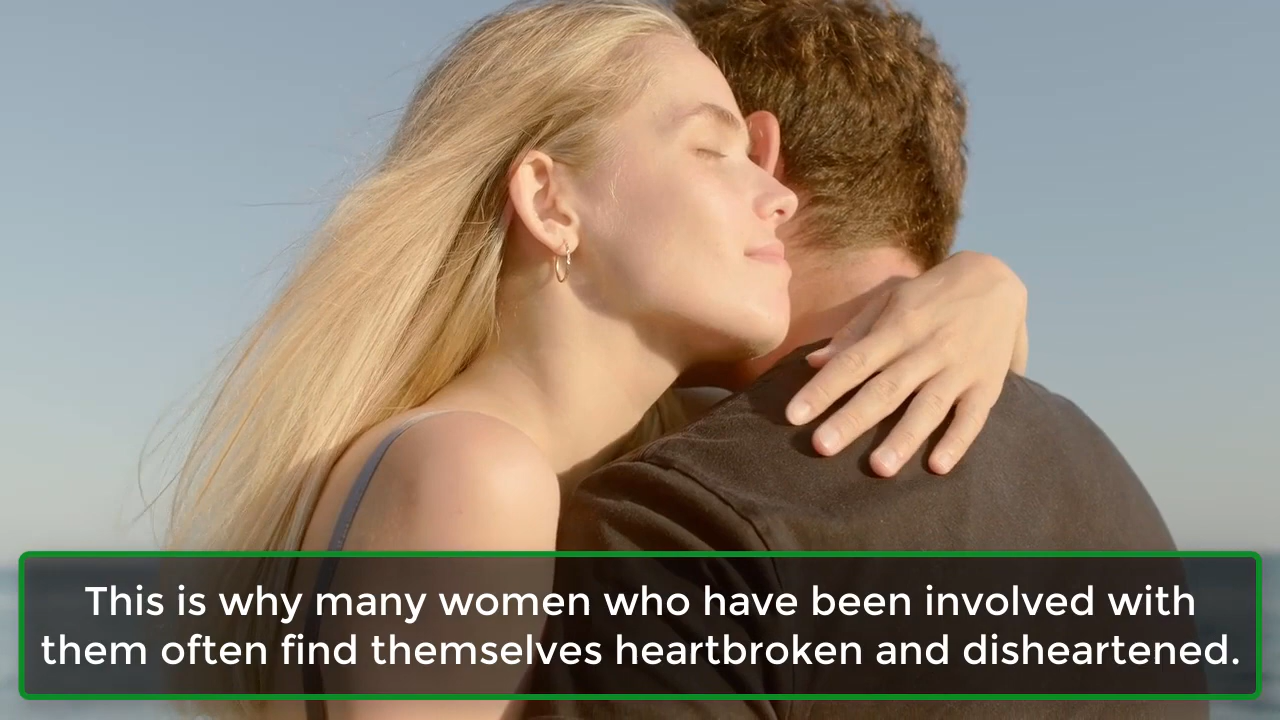 This is why many women who have been involved with
them often find themselves heartbroken and disheartened.